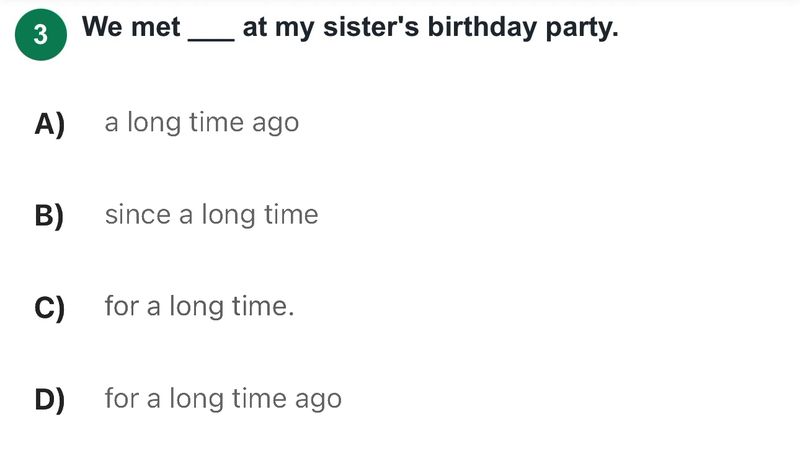 3 We met ___ at my sister's birthday party.
A) a long time ago
B) since a long time
C) for a long time.
D) for a long time ago